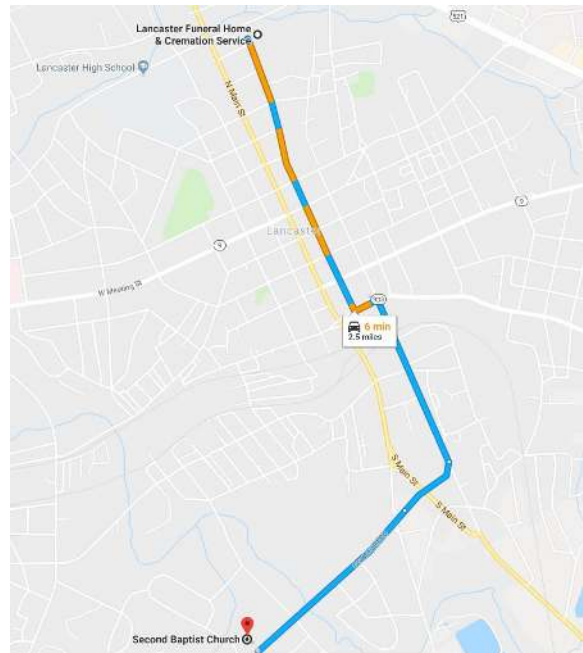 521
Lancaster Funeral Home
& Cremation Service
Lancaster High School
N Main St
9
9
Lancaster
W Meeting St
6 min
2.5 miles
S Main St
S Main St
Second Baptist Church